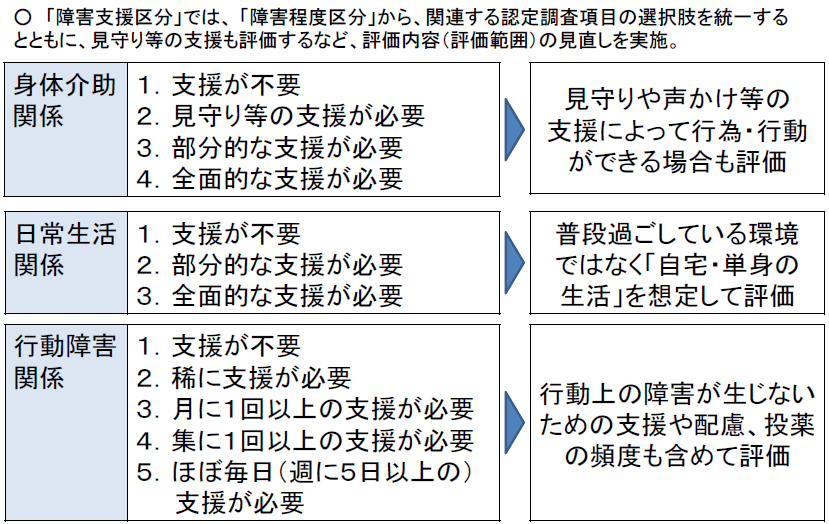 ○ 「障害支援区分」では、「障害程度区分」から、関連する認定調査項目の選択肢を統一する
とともに、見守り等の支援も評価するなど、評価内容(評価範囲)の見直しを実施。
身体介助
関係
1. 支援が不要
2. 見守り等の支援が必要
3. 部分的な支援が必要
4. 全面的な支援が必要
見守りや声かけ等の
支援によって行為・行動
ができる場合も評価
日常生活
関係
1. 支援が不要
2. 部分的な支援が必要
3. 全面的な支援が必要
普段過ごしている環境
ではなく「自宅・単身の
生活」を想定して評価
行動障害
関係
1. 支援が不要
2. 稀に支援が必要
3. 月に1回以上の支援が必要
4. 集に1回以上の支援が必要
5. ほぼ毎日(週に5日以上の)
支援が必要
行動上の障害が生じない
ための支援や配慮、投薬
の頻度も含めて評価